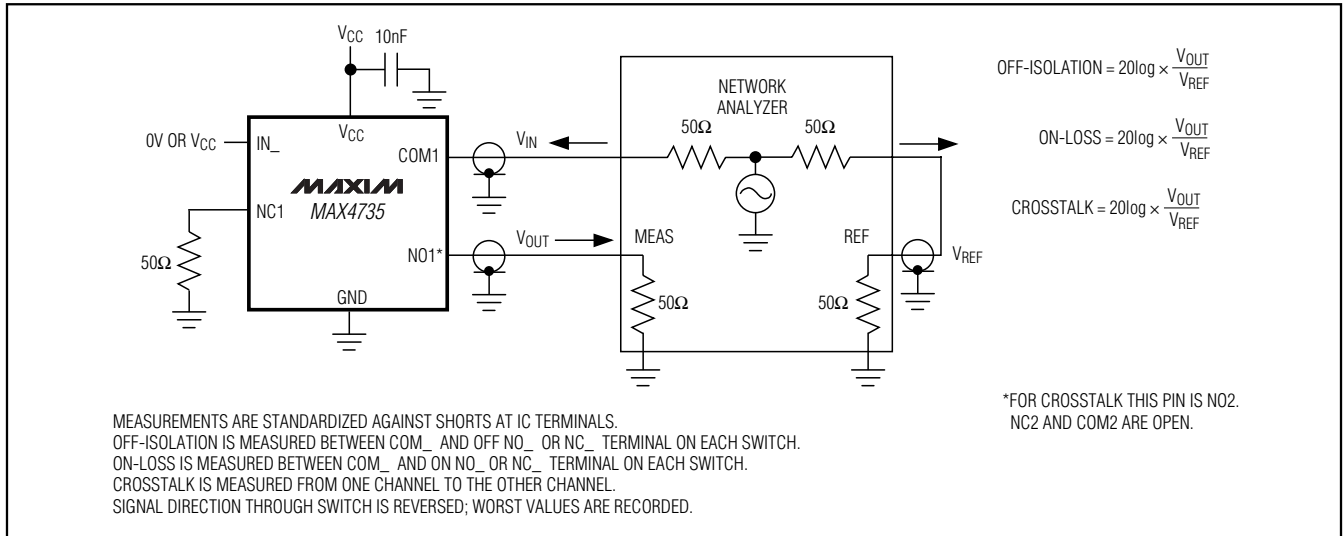 VCC 10nF
0V OR VCC
IN_
VCC
COM1
MAXIM
MAX4735
NC1
NO1*
GND
50Ω
VIN
VOUT
NETWORK
ANALYZER
50Ω
50Ω
MEAS
REF
50Ω
50Ω
VREF
OFF-ISOLATION = 20log × VOUT
VREF
ON-LOSS = 20log × VOUT
VREF
CROSSTALK = 20log × VOUT
VREF
*FOR CROSSTALK THIS PIN IS NO2.
NC2 AND COM2 ARE OPEN.
MEASUREMENTS ARE STANDARDIZED AGAINST SHORTS AT IC TERMINALS.
OFF-ISOLATION IS MEASURED BETWEEN COM_ AND OFF NO_ OR NC_ TERMINAL ON EACH SWITCH.
ON-LOSS IS MEASURED BETWEEN COM_ AND ON NO_ OR NC_ TERMINAL ON EACH SWITCH.
CROSSTALK IS MEASURED FROM ONE CHANNEL TO THE OTHER CHANNEL.
SIGNAL DIRECTION THROUGH SWITCH IS REVERSED; WORST VALUES ARE RECORDED.